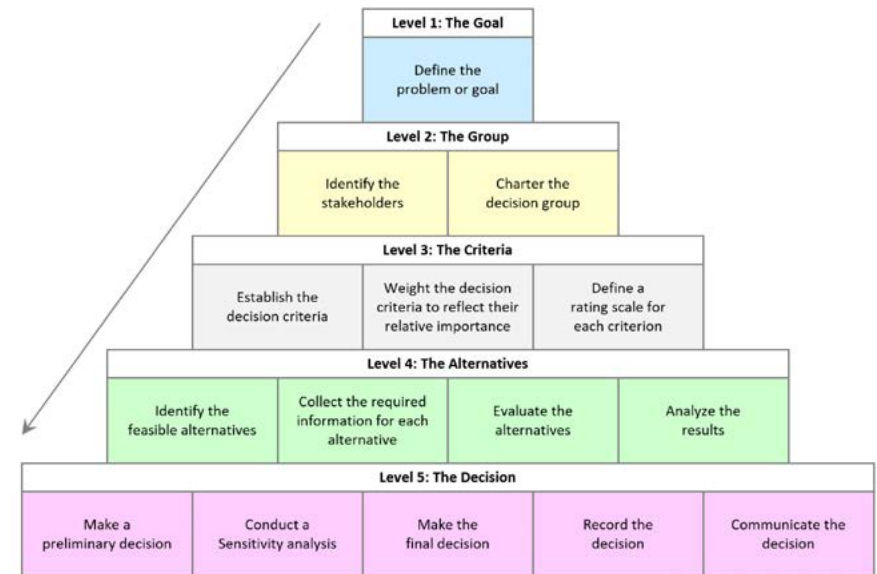 Level 1: The Goal
Define the
problem or goal
Level 2: The Group
Identify the
stakeholders
Charter the
decision group
Level 3: The Criteria
Establish the
decision criteria
Weight the decision
criteria to reflect their
relative importance
Define a
rating scale for
each criterion
Level 4: The Alternatives
Identify the
feasible alternatives
Collect the required
information for each
alternative
Evaluate the
alternatives
Analyze the
results
Level 5: The Decision
Make a
preliminary decision
Conduct a
Sensitivity analysis
Make the
final decision
Record the
decision
Communicate the
decision